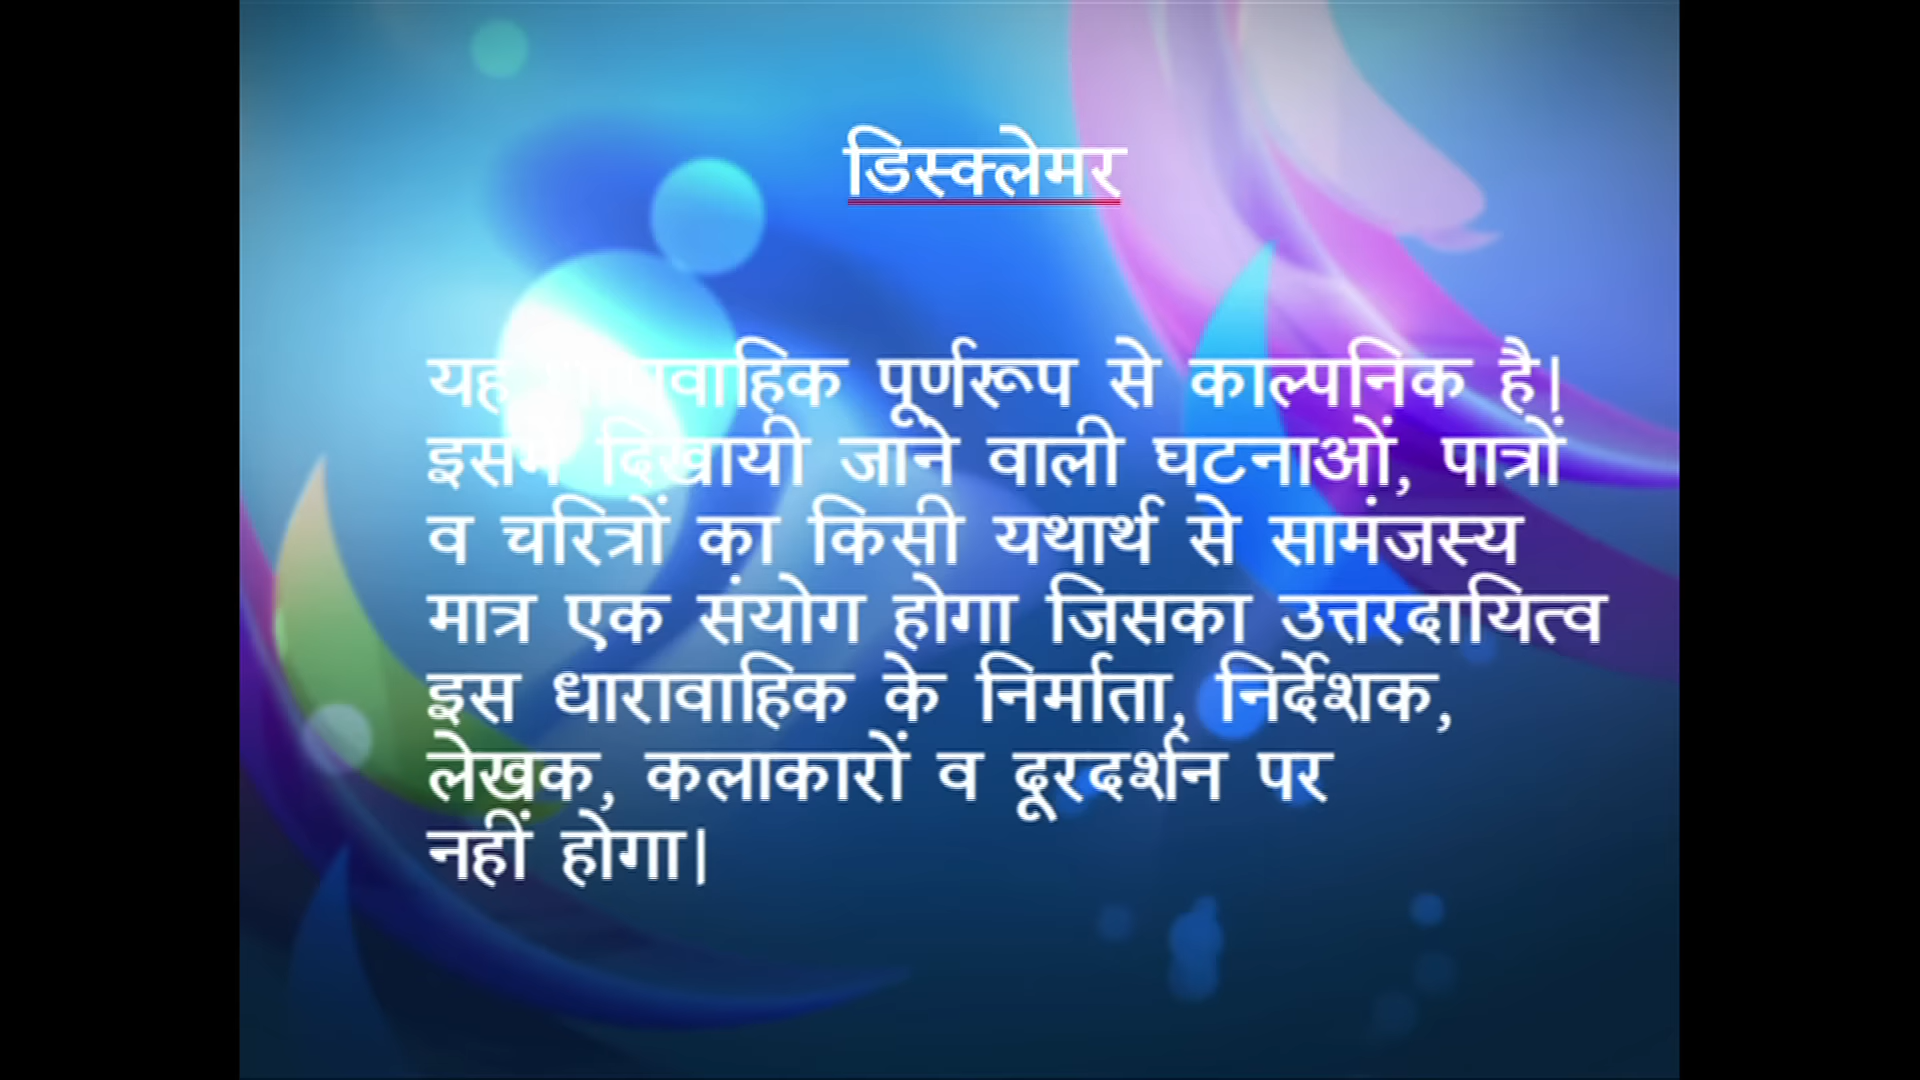 डिस्क्लेमर
यह धारावाहिक पूर्णरूप से काल्पनिक है।
इसमें दिखायी जाने वाली घटनाओं, पात्रों
व चरित्रों का किसी यथार्थ से सामंजस्य
मात्र एक संयोग होगा जिसका उत्तरदायित्व
इस धारावाहिक के निर्माता, निर्देशक,
लेखक, कलाकारों व दूरदर्शन पर
नहीं होगा।